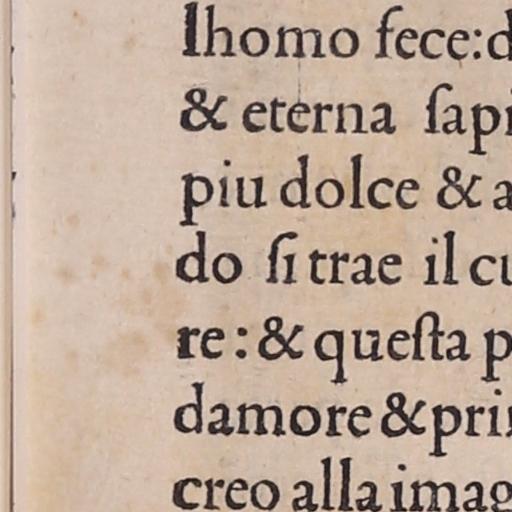 lhomo fece:d
& eterna ſapi
piu dolce & a
do ſi trae il cu
re: & queſta p
damore & pri
creo alla imag